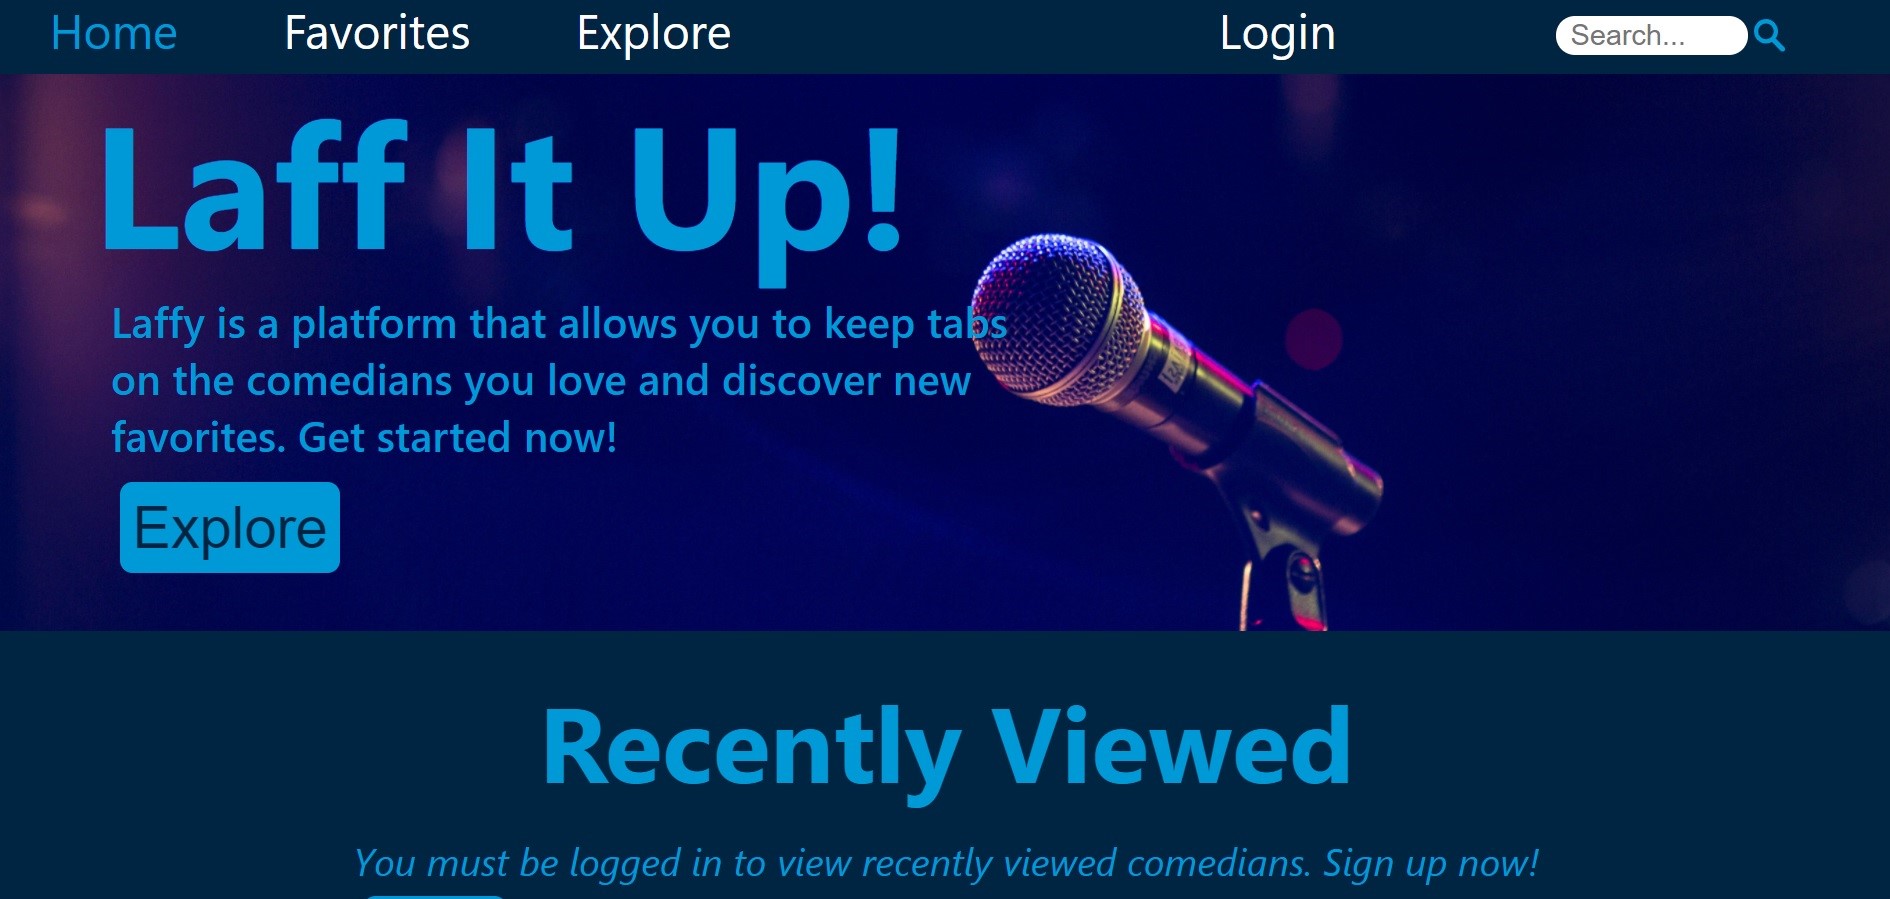 Home Favorites Explore Login Search...
Laff It Up!
Laffy is a platform that allows you to keep tabs
on the comedians you love and discover new
favorites. Get started now!
Explore
Recently Viewed
You must be logged in to view recently viewed comedians. Sign up now!